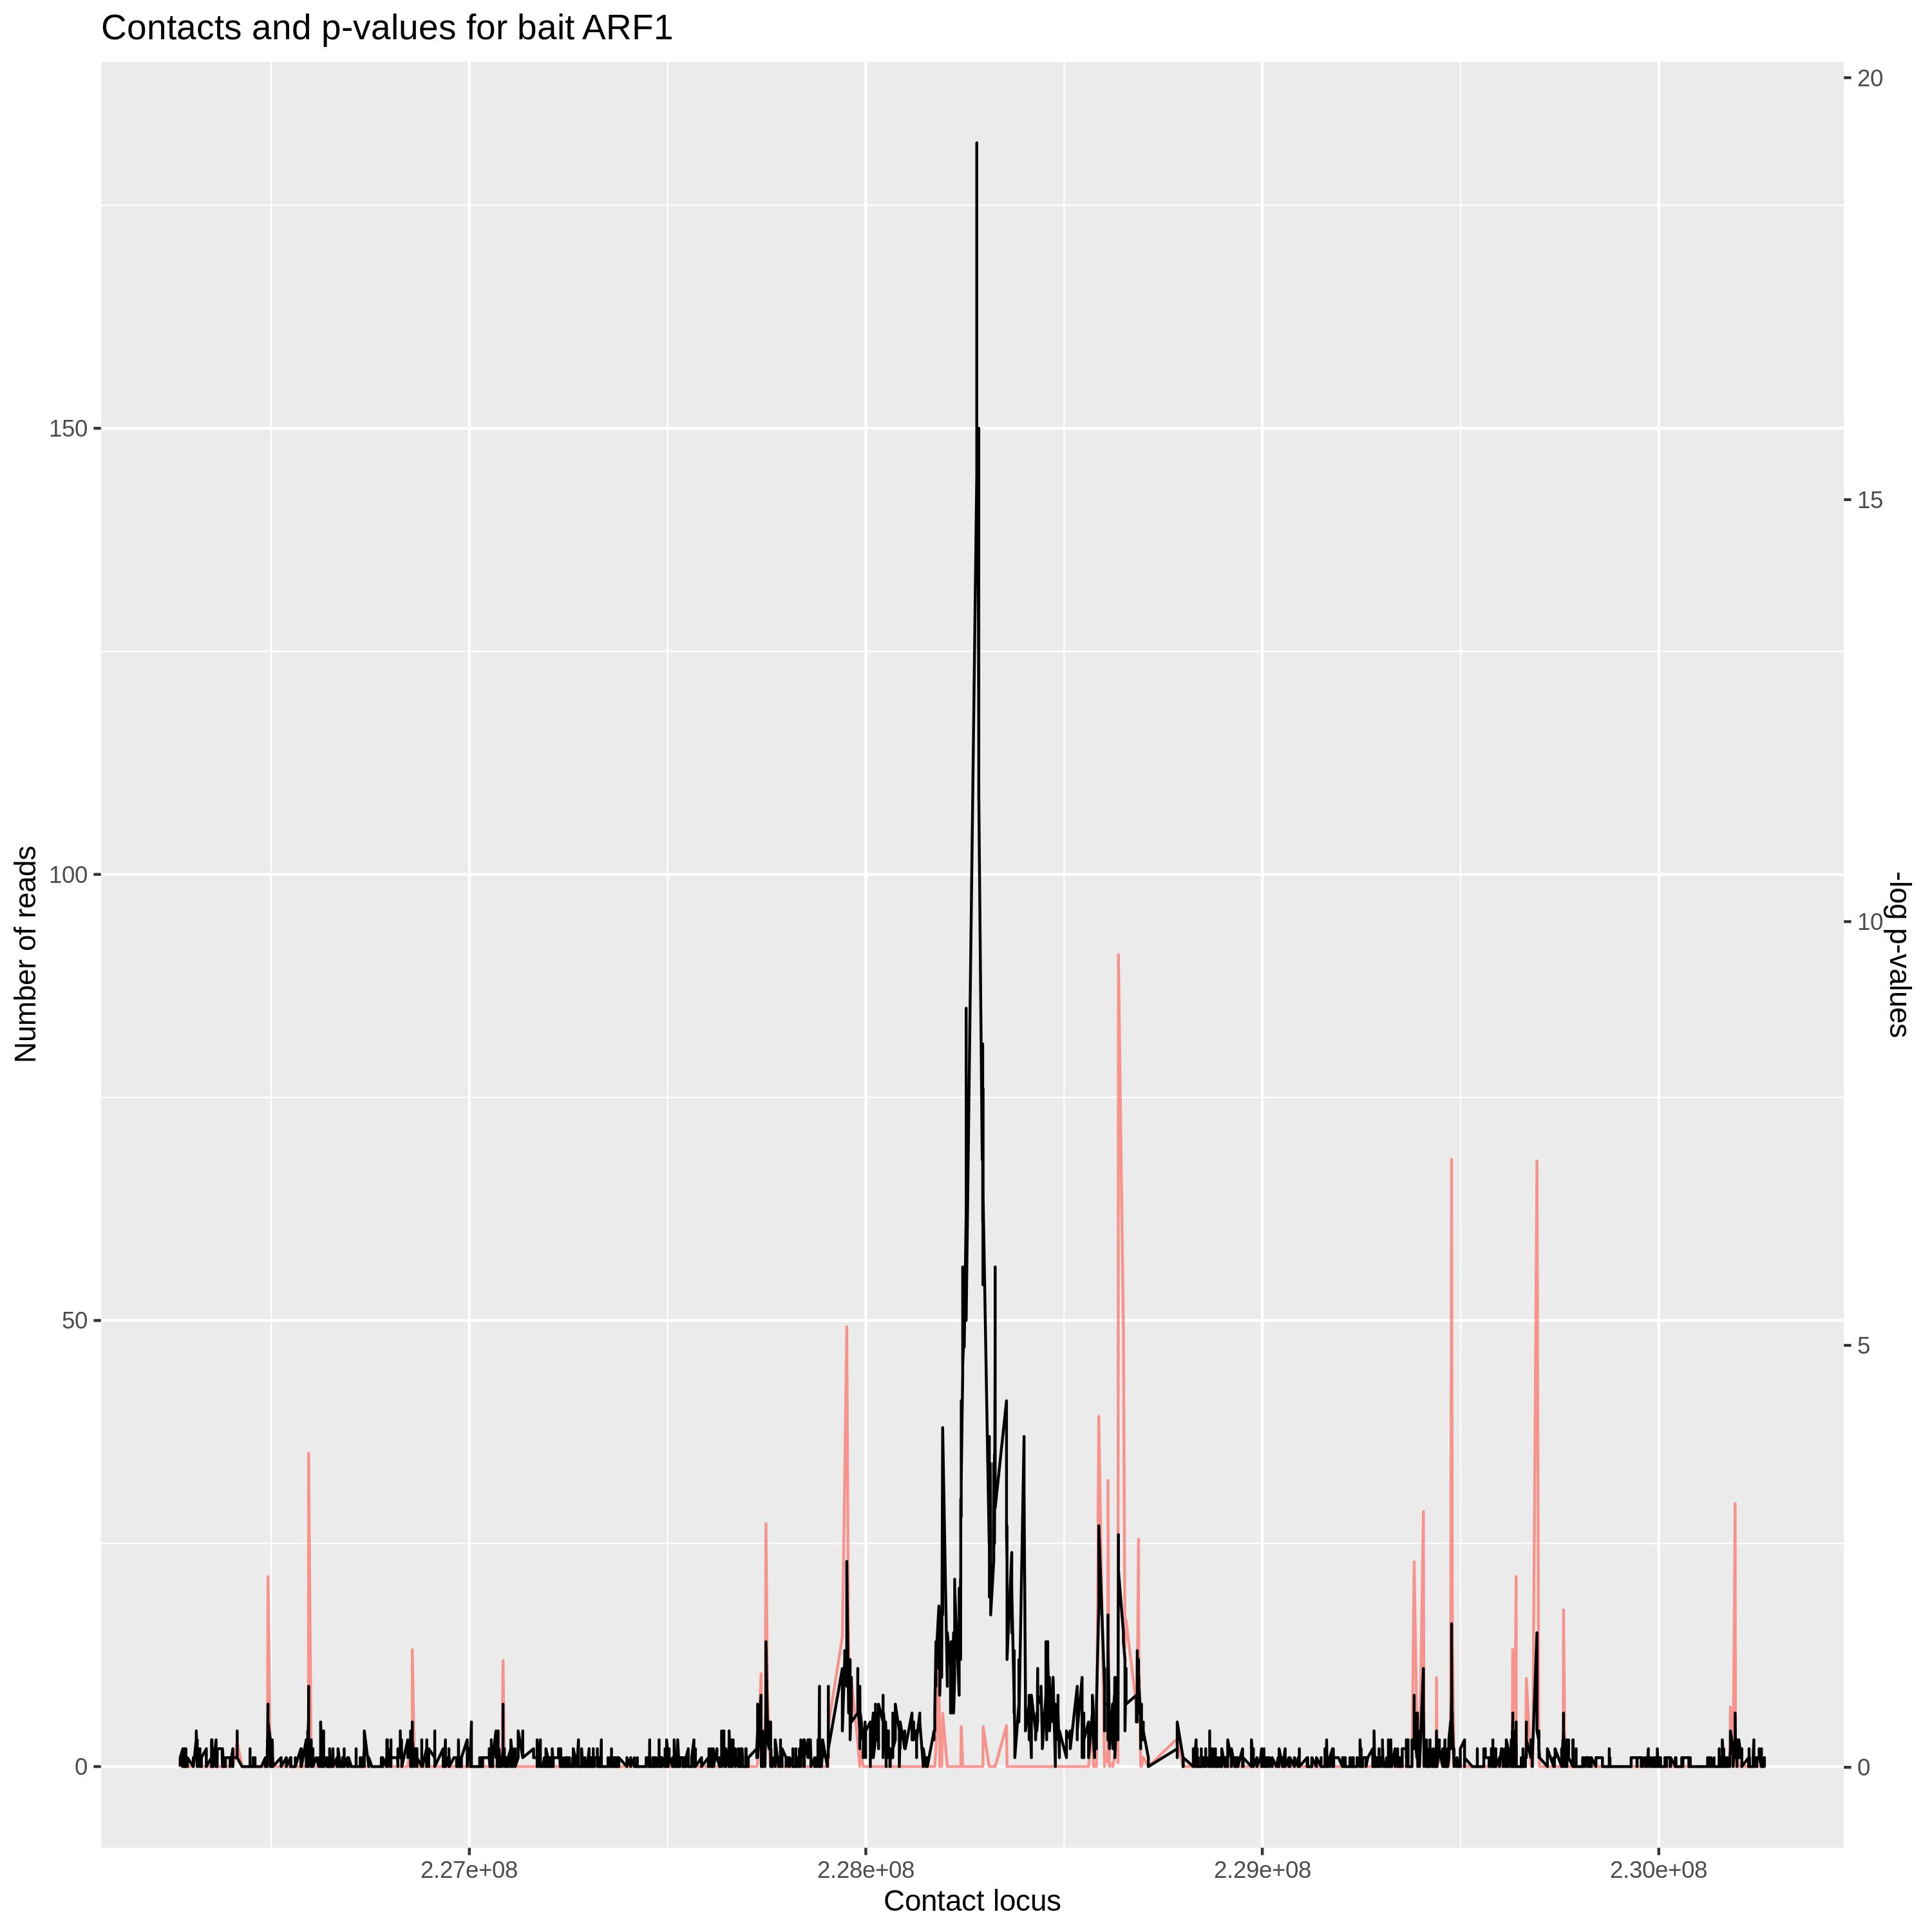 Contacts and p-values for bait ARF1
20
15
10
5
0
150
100
50
0
Number of reads
-log p-values
2.27e+08
2.28e+08
2.29e+08
2.30e+08
Contact locus